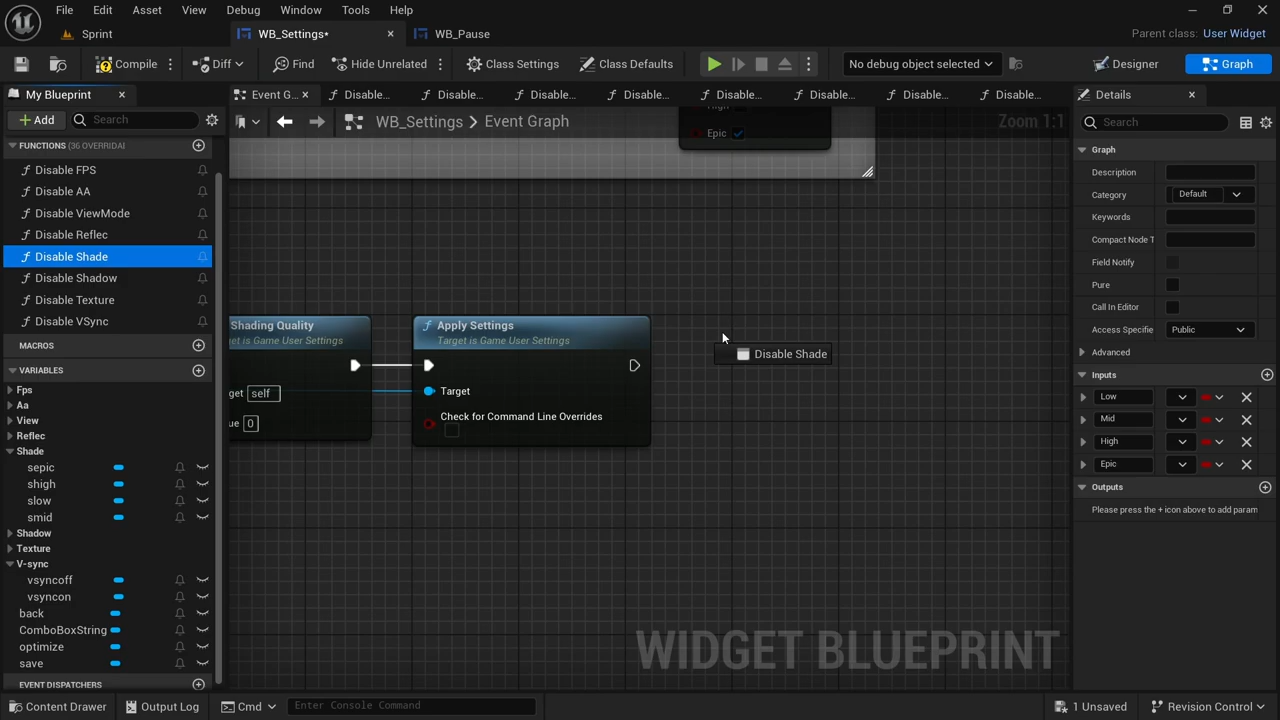 File Edit Asset View Debug Window Tools Help
Sprint WB_Settings* WB_Pause Parent class: User Widget
Compile Diff Find Hide Unrelated Class Settings Class Defaults No debug object selected Designer Graph
My Blueprint Event G... Disable... Disable... Disable... Disable... Disable... Disable... Disable... Disable... Details
Add Search WB_Settings Event Graph Zoom 1:1 Search
FUNCTIONS (36 OVERRIDAI
Disable FPS
Disable AA
Disable ViewMode
Disable Reflec
Disable Shade
Disable Shadow
Disable Texture
Disable VSync
MACROS
VARIABLES
Fps
Aa
View
Reflec
Shade
sepic
shigh
slow
smid
Shadow
Texture
V-sync
vsyncoff
vsyncon
back
ComboBoxString
optimize
save
EVENT DISPATCHERS
Epic
Shading Quality
get is Game User Settings
get self
ue 0
Apply Settings
Target is Game User Settings
Target
Check for Command Line Overrides
Disable Shade
WIDGET BLUEPRINT
Graph
Description
Category Default
Keywords
Compact Node T
Field Notify
Pure
Call In Editor
Access Specifie Public
Advanced
Inputs
Low
Mid
High
Epic
Outputs
Please press the + icon above to add param
Content Drawer Output Log Cmd Enter Console Command 1 Unsaved Revision Control